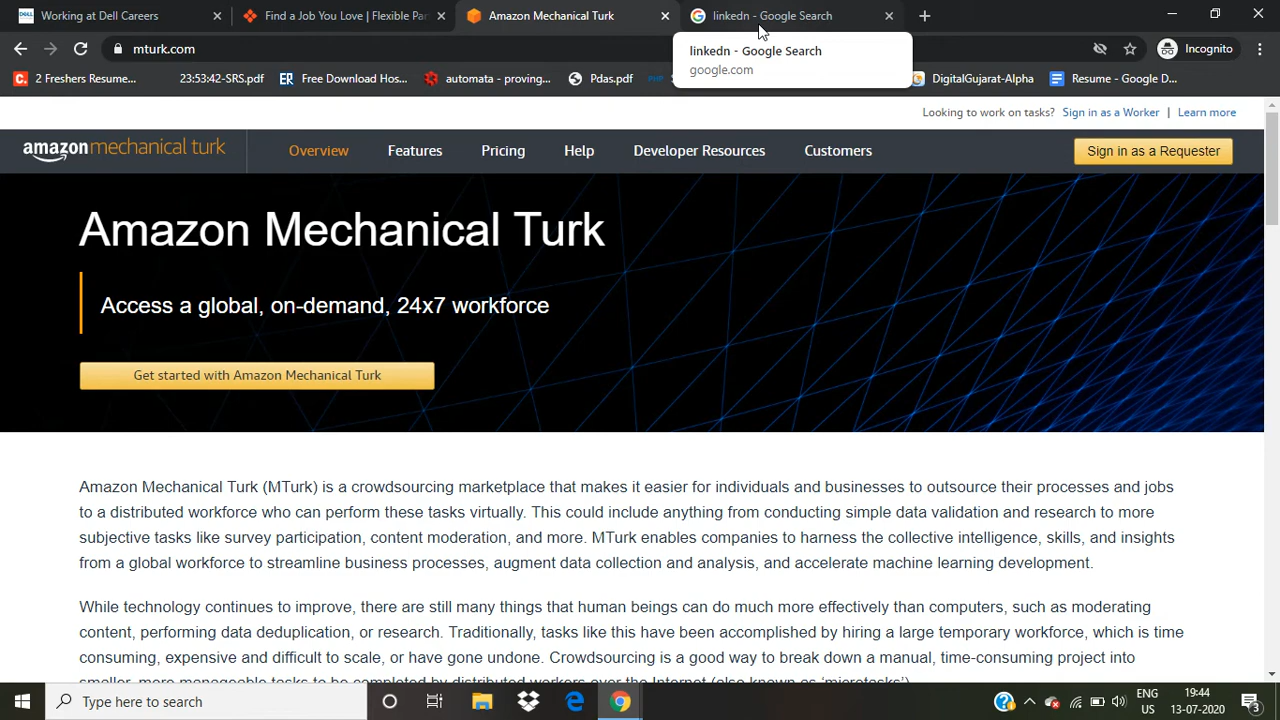 Working at Dell Careers
Find a Job You Love | Flexible Par
Amazon Mechanical Turk
linkedn - Google Search
mturk.com
Incognito
linkedn - Google Search
google.com
2 Freshers Resume...
23:53:42-SRS.pdf
Free Download Hos...
automata - proving...
Pdas.pdf
DigitalGujarat-Alpha
Resume - Google D...
Looking to work on tasks? Sign in as a Worker | Learn more
amazon mechanical turk
Overview
Features
Pricing
Help
Developer Resources
Customers
Sign in as a Requester
Amazon Mechanical Turk
Access a global, on-demand, 24x7 workforce
Get started with Amazon Mechanical Turk
Amazon Mechanical Turk (MTurk) is a crowdsourcing marketplace that makes it easier for individuals and businesses to outsource their processes and jobs
to a distributed workforce who can perform these tasks virtually. This could include anything from conducting simple data validation and research to more
subjective tasks like survey participation, content moderation, and more. MTurk enables companies to harness the collective intelligence, skills, and insights
from a global workforce to streamline business processes, augment data collection and analysis, and accelerate machine learning development.
While technology continues to improve, there are still many things that human beings can do much more effectively than computers, such as moderating
content, performing data deduplication, or research. Traditionally, tasks like this have been accomplished by hiring a large temporary workforce, which is time
consuming, expensive and difficult to scale, or have gone undone. Crowdsourcing is a good way to break down a manual, time-consuming project into
smaller, more manageable tasks to be completed by distributed workers over the Internet (also known as 'microtasks').
Type here to search
ENG
US
19:44
13-07-2020
3